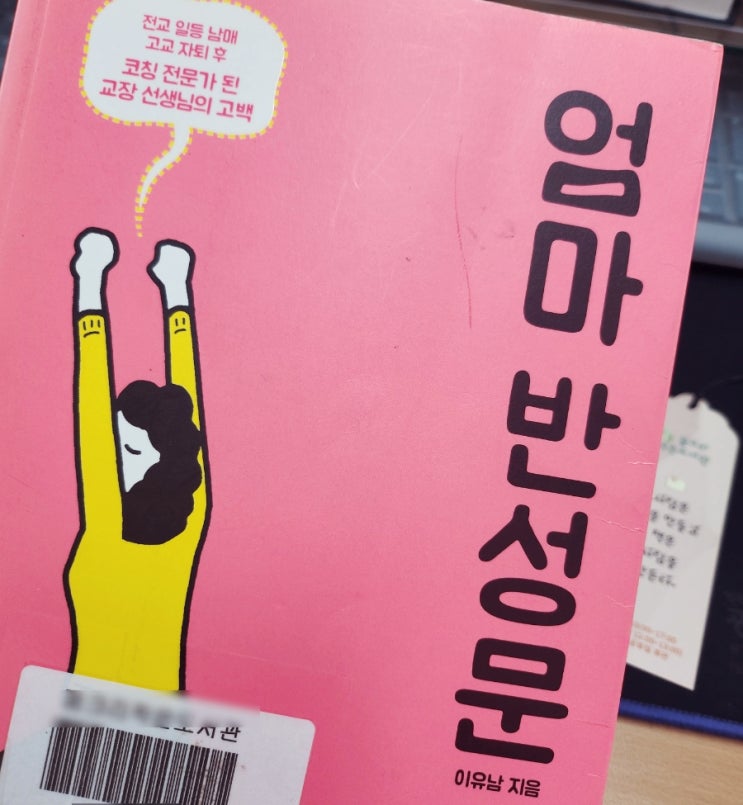 전교 일등 남매
고교 자퇴 후
코칭 전문가 된
교장 선생님의 고백
엄마 반성문
이유남 지음